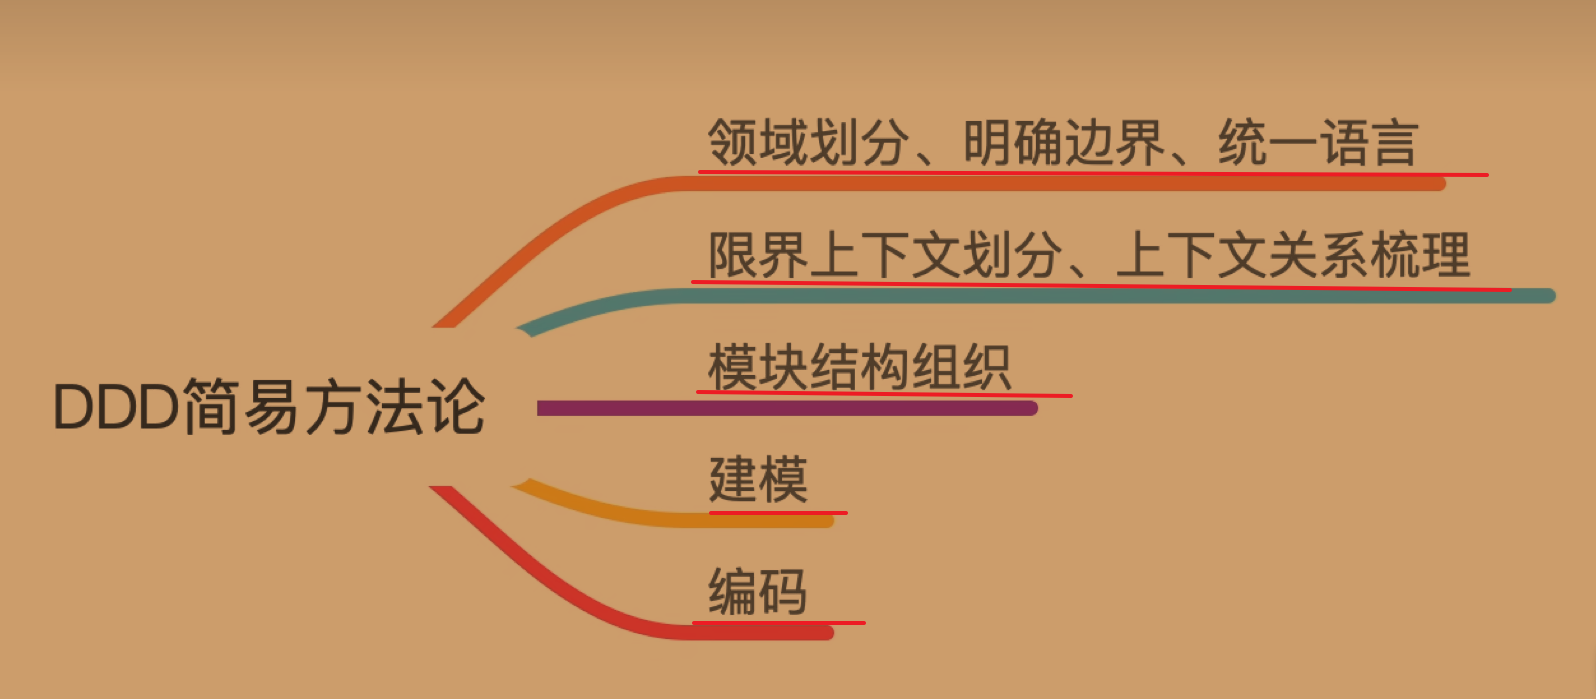 领域划分、明确边界、统一语言
限界上下文划分、上下文关系梳理
模块结构组织
DDD简易方法论
建模
编码